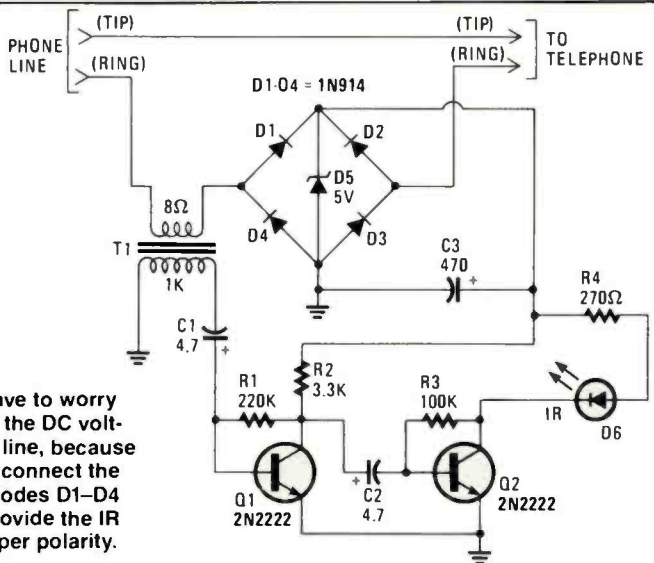 (TIP)
(TIP)
PHONE
LINE
(RING)
(RING)
TO
TELEPHONE
D1-D4 = 1N914
D1
D2
D5
5V
D4
D3
8Ω
T1
1K
C3
470
+
R4
270Ω
C1
4.7
+
R2
3.3K
R1
220K
R3
100K
IR
D6
+
C2
4.7
Q1
2N2222
Q2
2N2222
ave to worry
the DC volt-
line, because
connect the
odes D1–D4
ovide the IR
per polarity.